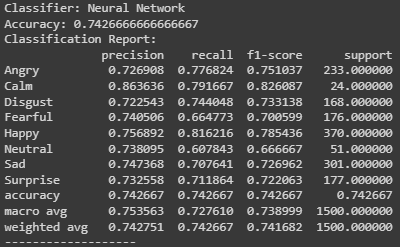 Classifier: Neural Network
Accuracy: 0.7426666666666667
Classification Report:
precision recall f1-score support
Angry 0.726908 0.776824 0.751037 233.000000
Calm 0.863636 0.791667 0.826087 24.000000
Disgust 0.722543 0.744048 0.733138 168.000000
Fearful 0.740506 0.664773 0.700599 176.000000
Happy 0.756892 0.816216 0.785436 370.000000
Neutral 0.738095 0.607843 0.666667 51.000000
Sad 0.747368 0.707641 0.726962 301.000000
Surprise 0.732558 0.711864 0.722063 177.000000
accuracy 0.742667 0.742667 0.742667 0.742667
macro avg 0.753563 0.727610 0.738999 1500.000000
weighted avg 0.742751 0.742667 0.741682 1500.000000
--------------------